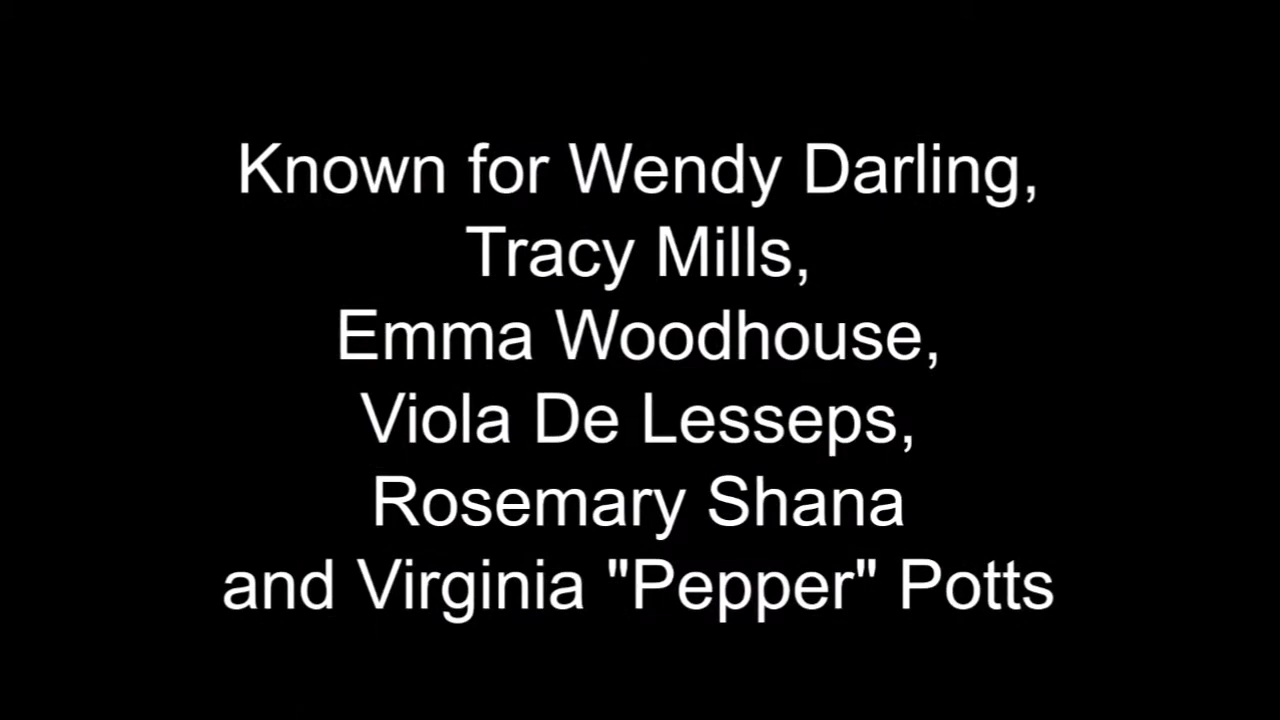 Known for Wendy Darling,
Tracy Mills,
Emma Woodhouse,
Viola De Lesseps,
Rosemary Shana
and Virginia "Pepper" Potts